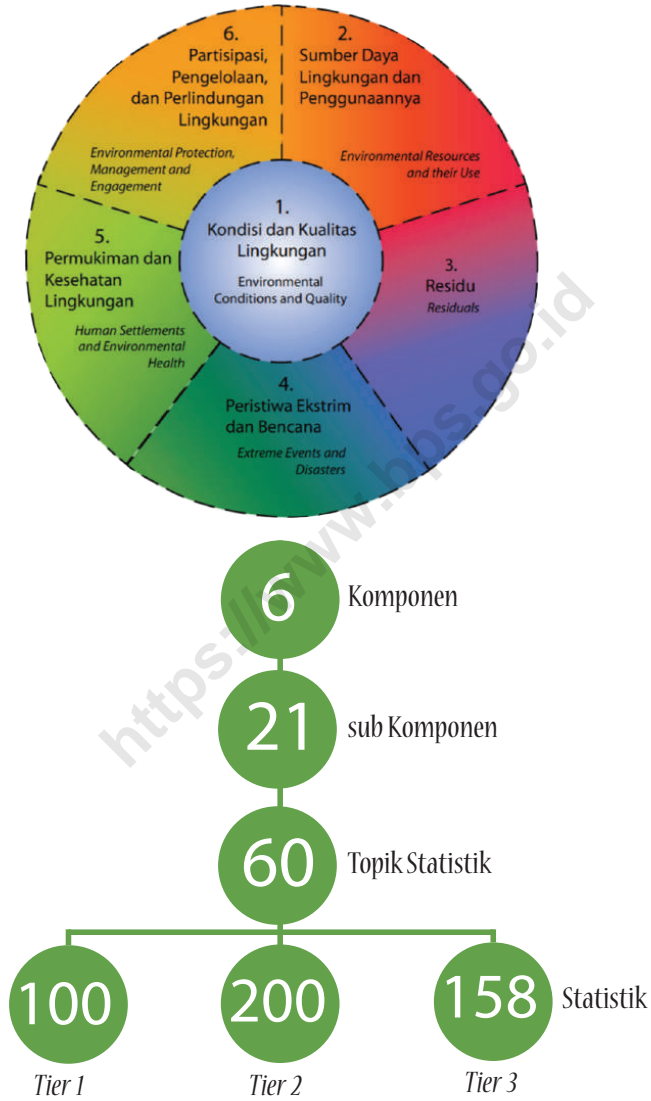 6.
Partisipasi,
Pengelolaan,
dan Perlindungan
Lingkungan
Environmental Protection,
Management and
Engagement
2.
Sumber Daya
Lingkungan dan
Penggunaannya
Environmental Resources
and their Use
1.
Kondisi dan Kualitas
Lingkungan
Environmental
Conditions and Quality
3.
Residu
Residuals
5.
Permukiman dan
Kesehatan
Lingkungan
Human Settlements
and Environmental
Health
4.
Peristiwa Ekstrim
dan Bencana
Extreme Events and
Disasters
https://www.bps.go.id
6 Komponen
21 sub Komponen
60 Topik Statistik
100 200 158 Statistik
Tier 1 Tier 2 Tier 3